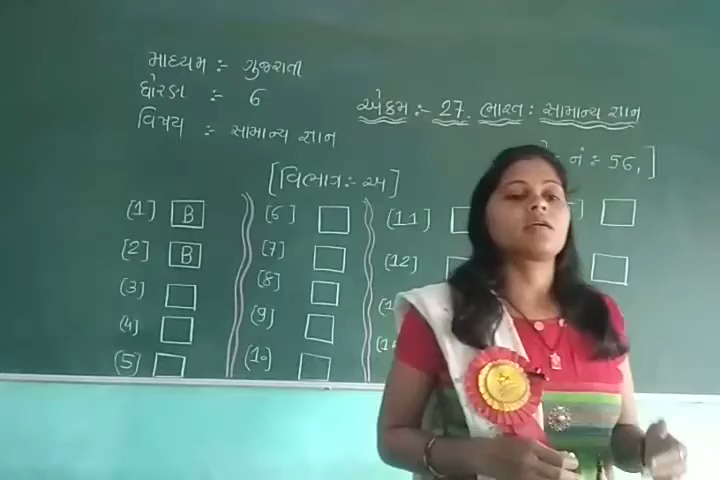 માધ્યમ :- ગુજરાતી
ધોરણ :- 6
વિષય :- સામાન્ય જ્ઞાન
એકમ :- 27. ભારત : સામાન્ય જ્ઞાન
નં :- 56,]
[વિભાગ :- અ]
[1] B [6] [11]
[2] B [7] [12]
[3] [8]
[4] [9]
[5] [10]